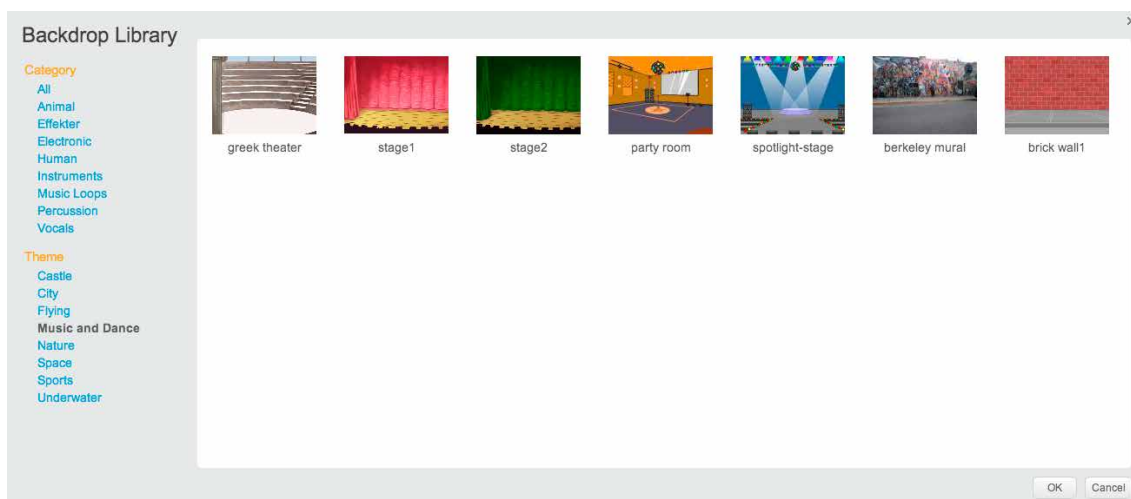 Backdrop Library
Category
All
Animal
Effekter
Electronic
Human
Instruments
Music Loops
Percussion
Vocals
Theme
Castle
City
Flying
Music and Dance
Nature
Space
Sports
Underwater
greek theater
stage1
stage2
party room
spotlight-stage
berkeley mural
brick wall1
OK
Cancel